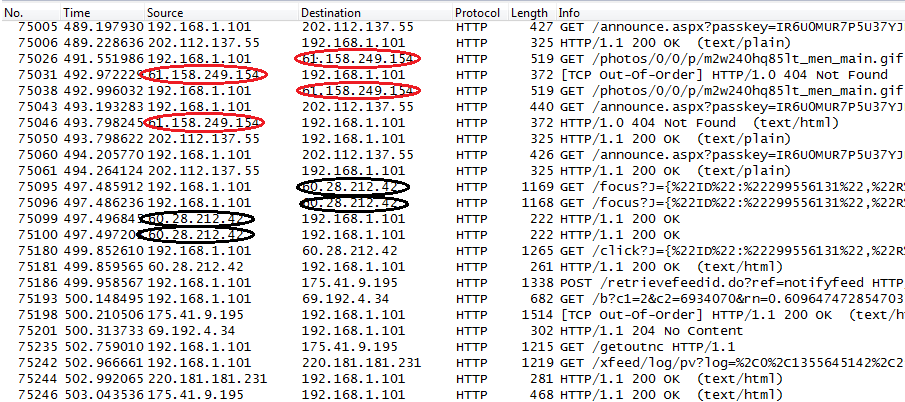 No. Time Source Destination Protocol Length Info
75005 489.197930 192.168.1.101 202.112.137.55 HTTP 427 GET /announce.aspx?passkey=IR6U0MUR7P5U37YJ
75006 489.228636 202.112.137.55 192.168.1.101 HTTP 325 HTTP/1.1 200 OK (text/plain)
75026 491.551986 192.168.1.101 61.158.249.154 HTTP 519 GET /photos/0/0/p/m2w240hq85lt_men_main.gif
75031 492.972229 61.158.249.154 192.168.1.101 HTTP 372 [TCP Out-of-Order] HTTP/1.0 404 Not Found
75038 492.996032 192.168.1.101 61.158.249.154 HTTP 519 GET /photos/0/0/p/m2w240hq85lt_men_main.gif
75043 493.193283 192.168.1.101 202.112.137.55 HTTP 440 GET /announce.aspx?passkey=IR6U0MUR7P5U37YJ
75046 493.798245 61.158.249.154 192.168.1.101 HTTP 372 HTTP/1.0 404 Not Found (text/html)
75050 493.798622 202.112.137.55 192.168.1.101 HTTP 325 HTTP/1.1 200 OK (text/plain)
75060 494.205770 192.168.1.101 202.112.137.55 HTTP 426 GET /announce.aspx?passkey=IR6U0MUR7P5U37YJ
75061 494.264124 202.112.137.55 192.168.1.101 HTTP 325 HTTP/1.1 200 OK (text/plain)
75095 497.485912 192.168.1.101 60.28.212.42 HTTP 1169 GET /focus?J={%22ID%22:%22299556131%22,%22RS
75096 497.486236 192.168.1.101 60.28.212.42 HTTP 1168 GET /focus?J={%22ID%22:%22299556131%22,%22RS
75099 497.496845 60.28.212.42 192.168.1.101 HTTP 222 HTTP/1.1 200 OK
75100 497.49720 60.28.212.42 192.168.1.101 HTTP 222 HTTP/1.1 200 OK
75180 499.852610 192.168.1.101 60.28.212.42 HTTP 1265 GET /click?J={%22ID%22:%22299556131%22,%22RS
75181 499.859565 60.28.212.42 192.168.1.101 HTTP 261 HTTP/1.1 200 OK (text/html)
75186 499.958567 192.168.1.101 175.41.9.195 HTTP 1338 POST /retrievefeedid.do?ref=notifyfeed HTTP
75193 500.148495 192.168.1.101 69.192.4.34 HTTP 682 GET /b?c1=2&c2=6934070&rn=0.609647472854703
75198 500.210506 175.41.9.195 192.168.1.101 HTTP 1514 [TCP Out-of-Order] HTTP/1.1 200 OK (text/h
75201 500.313733 69.192.4.34 192.168.1.101 HTTP 302 HTTP/1.1 204 No Content
75235 502.759010 192.168.1.101 175.41.9.195 HTTP 1215 GET /getoutnc HTTP/1.1
75242 502.966661 192.168.1.101 220.181.181.231 HTTP 1219 GET /xfeed/log/pv?log=%2C0%2C1355645142%2C2
75244 502.992065 220.181.181.231 192.168.1.101 HTTP 281 HTTP/1.1 200 OK (text/html)
75246 503.043536 175.41.9.195 192.168.1.101 HTTP 468 HTTP/1.1 200 OK (text/html)